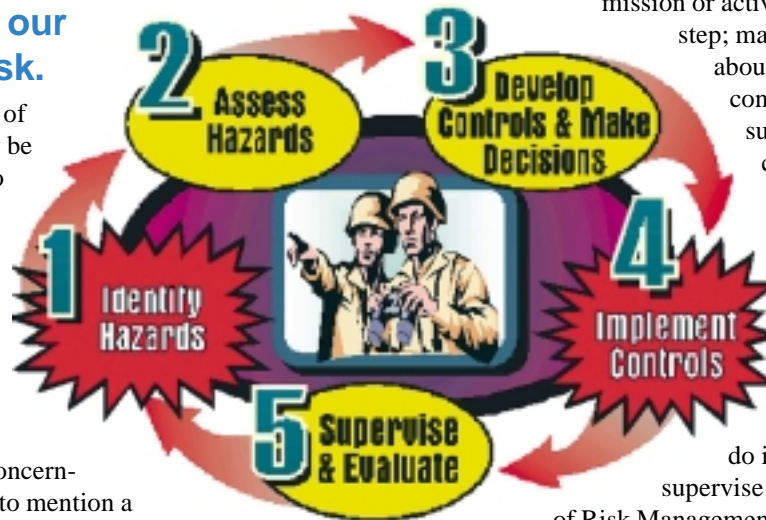 our
sk.
of
be
mission or activ
step; ma
abou
con
su
c
2
Assess
Hazards
3
Develop
Controls & Make
Decisions
1
Identify
Hazards
4
Implement
Controls
5
Supervise
& Evaluate
oncern-
to mention a
do i
supervise
of Risk Management